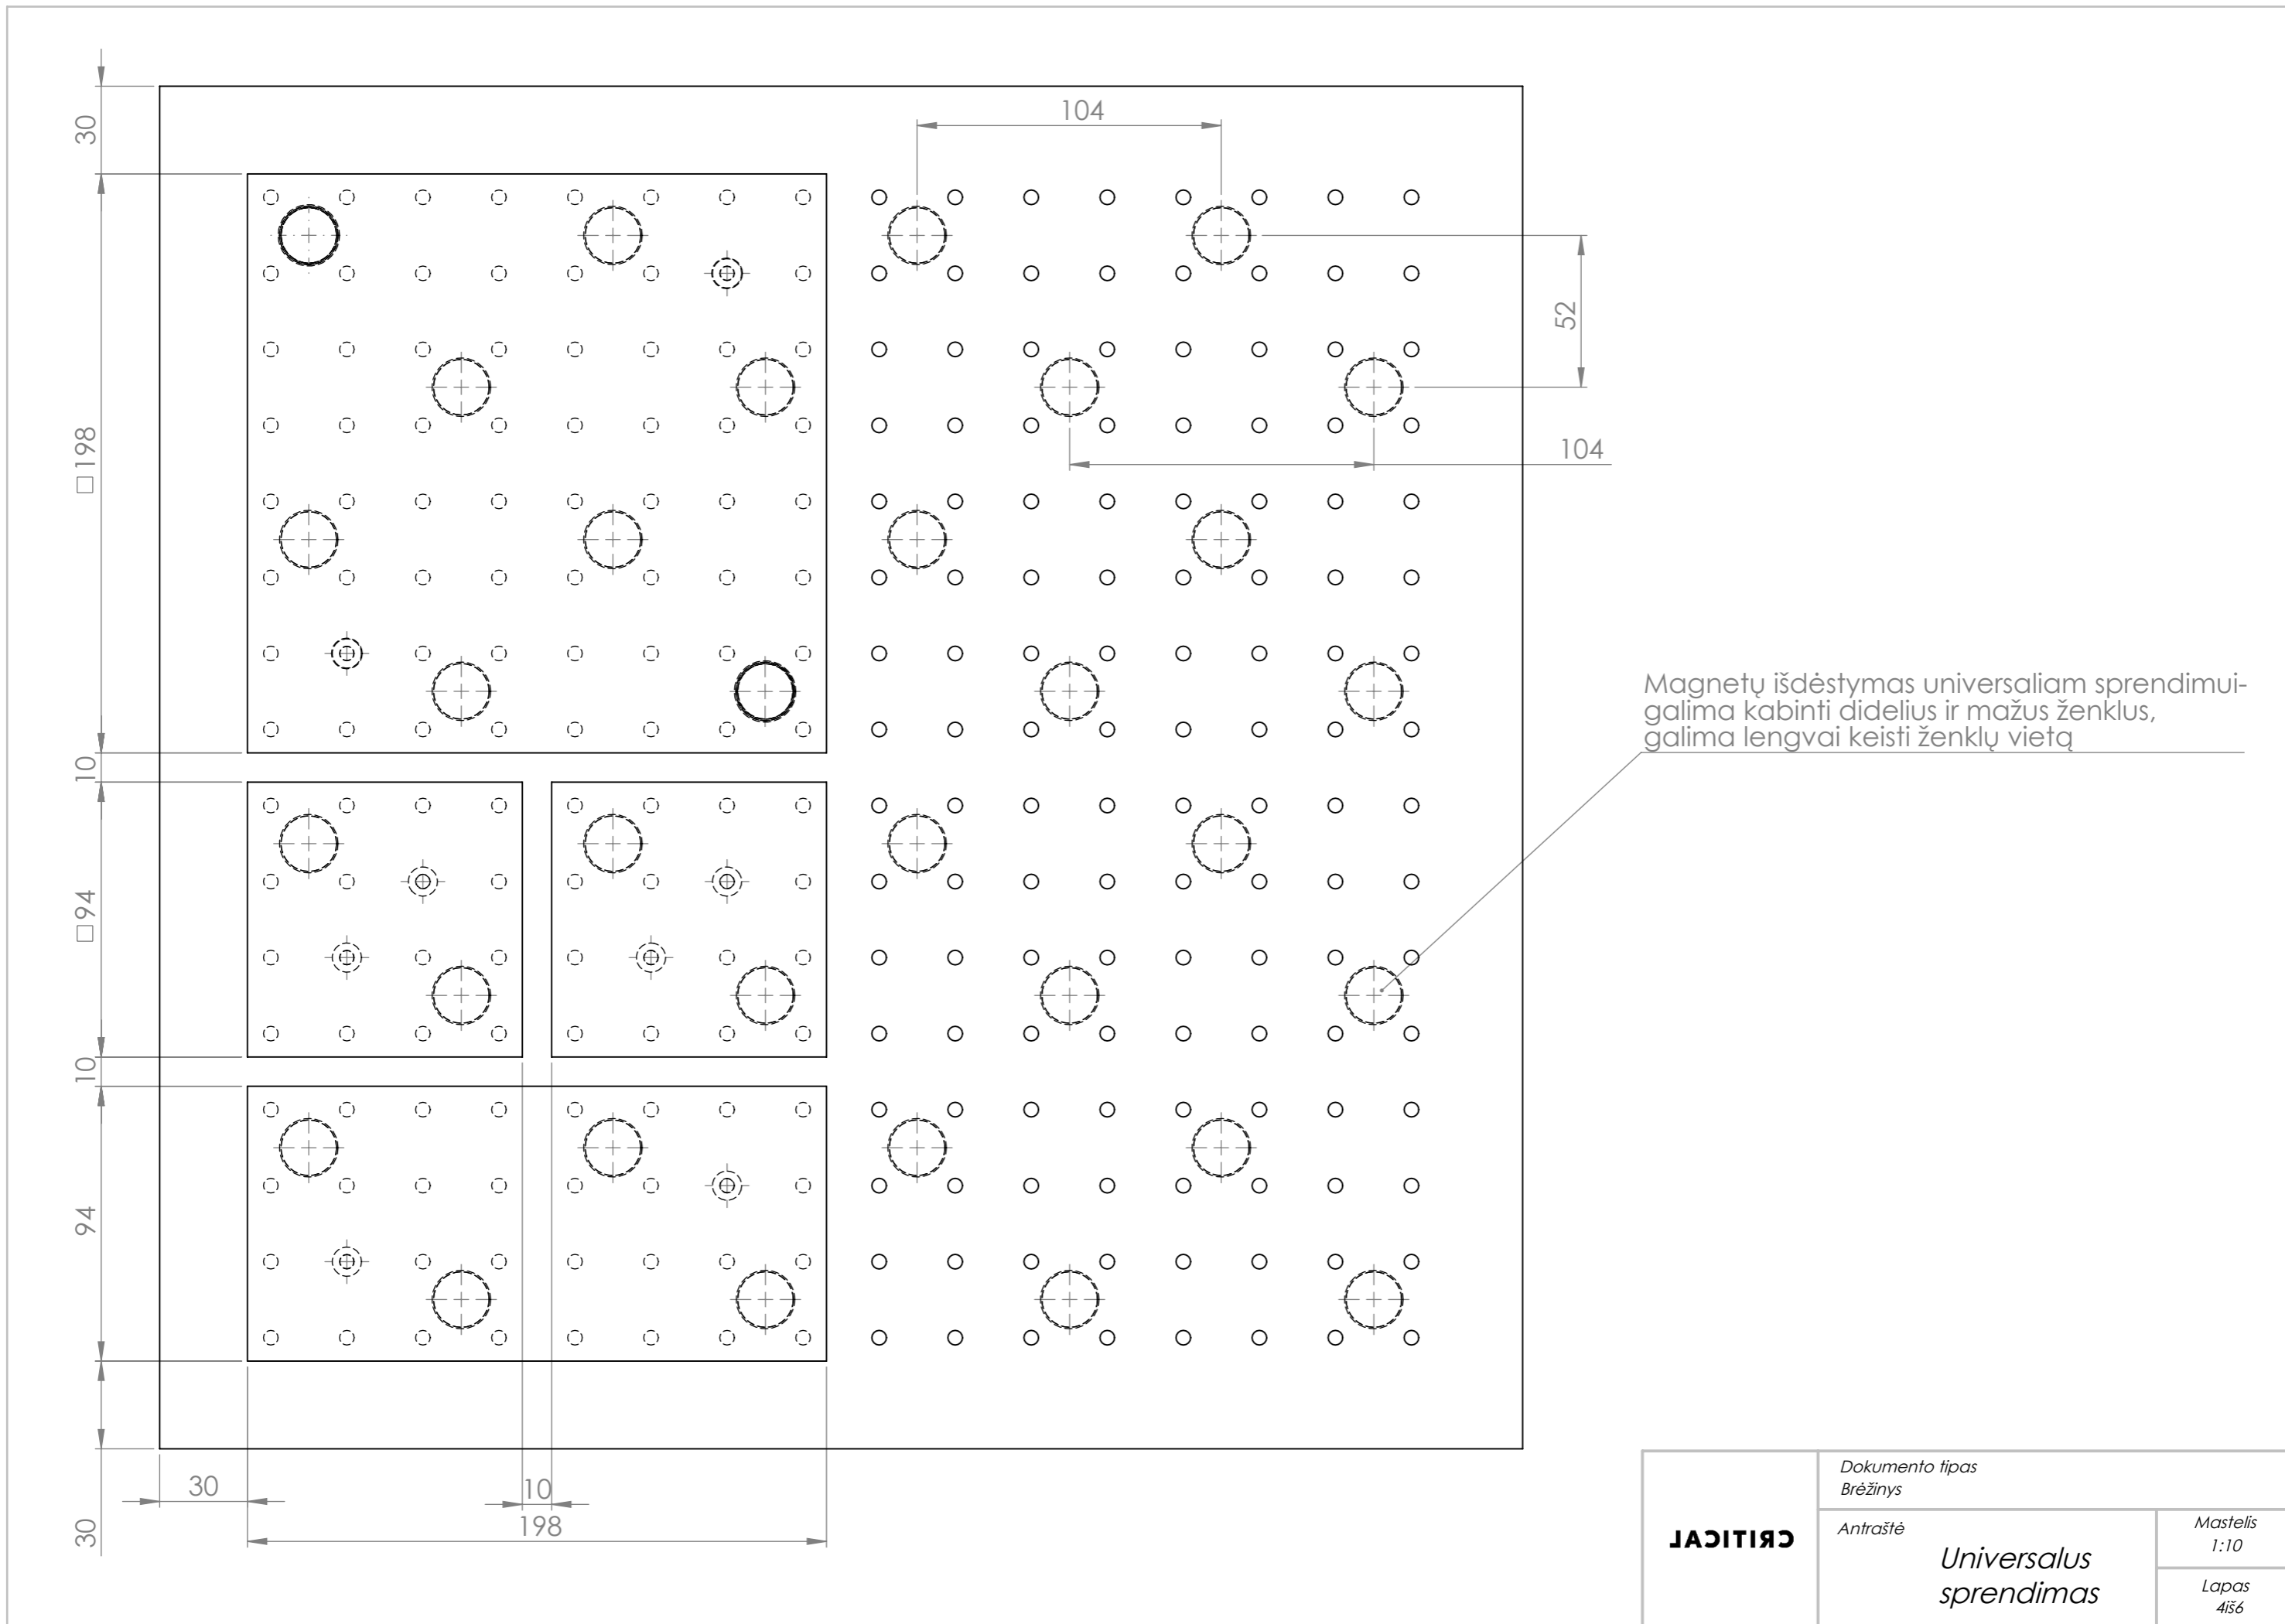 30
104
52
□198
104
Magnetų išdėstymas universaliam sprendimui-
galima kabinti didelius ir mažus ženklus,
galima lengvai keisti ženklų vietą
10
□94
10
94
30
10
198
30
CRITICAL
Dokumento tipas
Brėžinys
Antraštė
Universalus
sprendimas
Mastelis
1:10
Lapas
4iš6